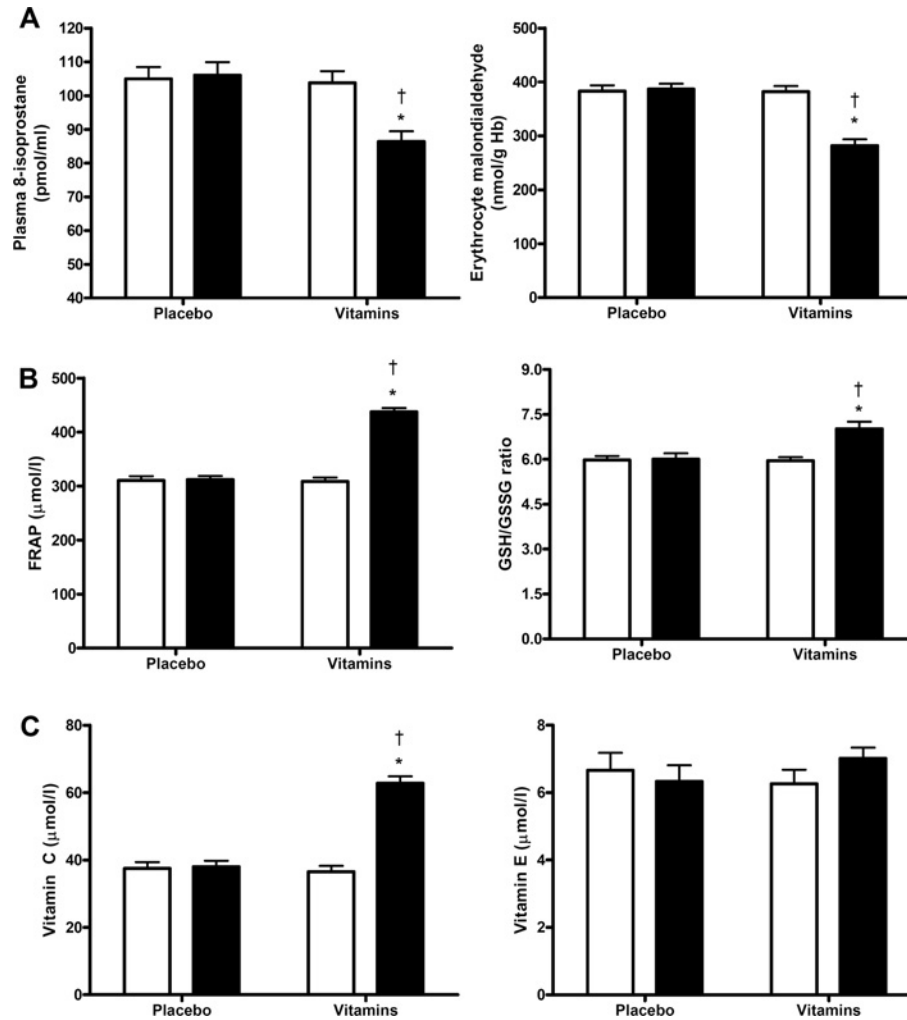 A
Plasma 8-isoprostane
(pmol/ml)
120
110
100
90
80
70
60
50
40
†
*
Placebo
Vitamins
Erythrocyte malondialdehyde
(nmol/g Hb)
500
400
300
200
100
0
†
*
Placebo
Vitamins
B
FRAP (μmol/l)
500
400
300
200
100
0
†
*
Placebo
Vitamins
GSH/GSSG ratio
9.0
7.5
6.0
4.5
3.0
1.5
0.0
†
*
Placebo
Vitamins
C
Vitamin C (μmol/l)
80
60
40
20
0
†
*
Placebo
Vitamins
Vitamin E (μmol/l)
8
6
4
2
0
Placebo
Vitamins